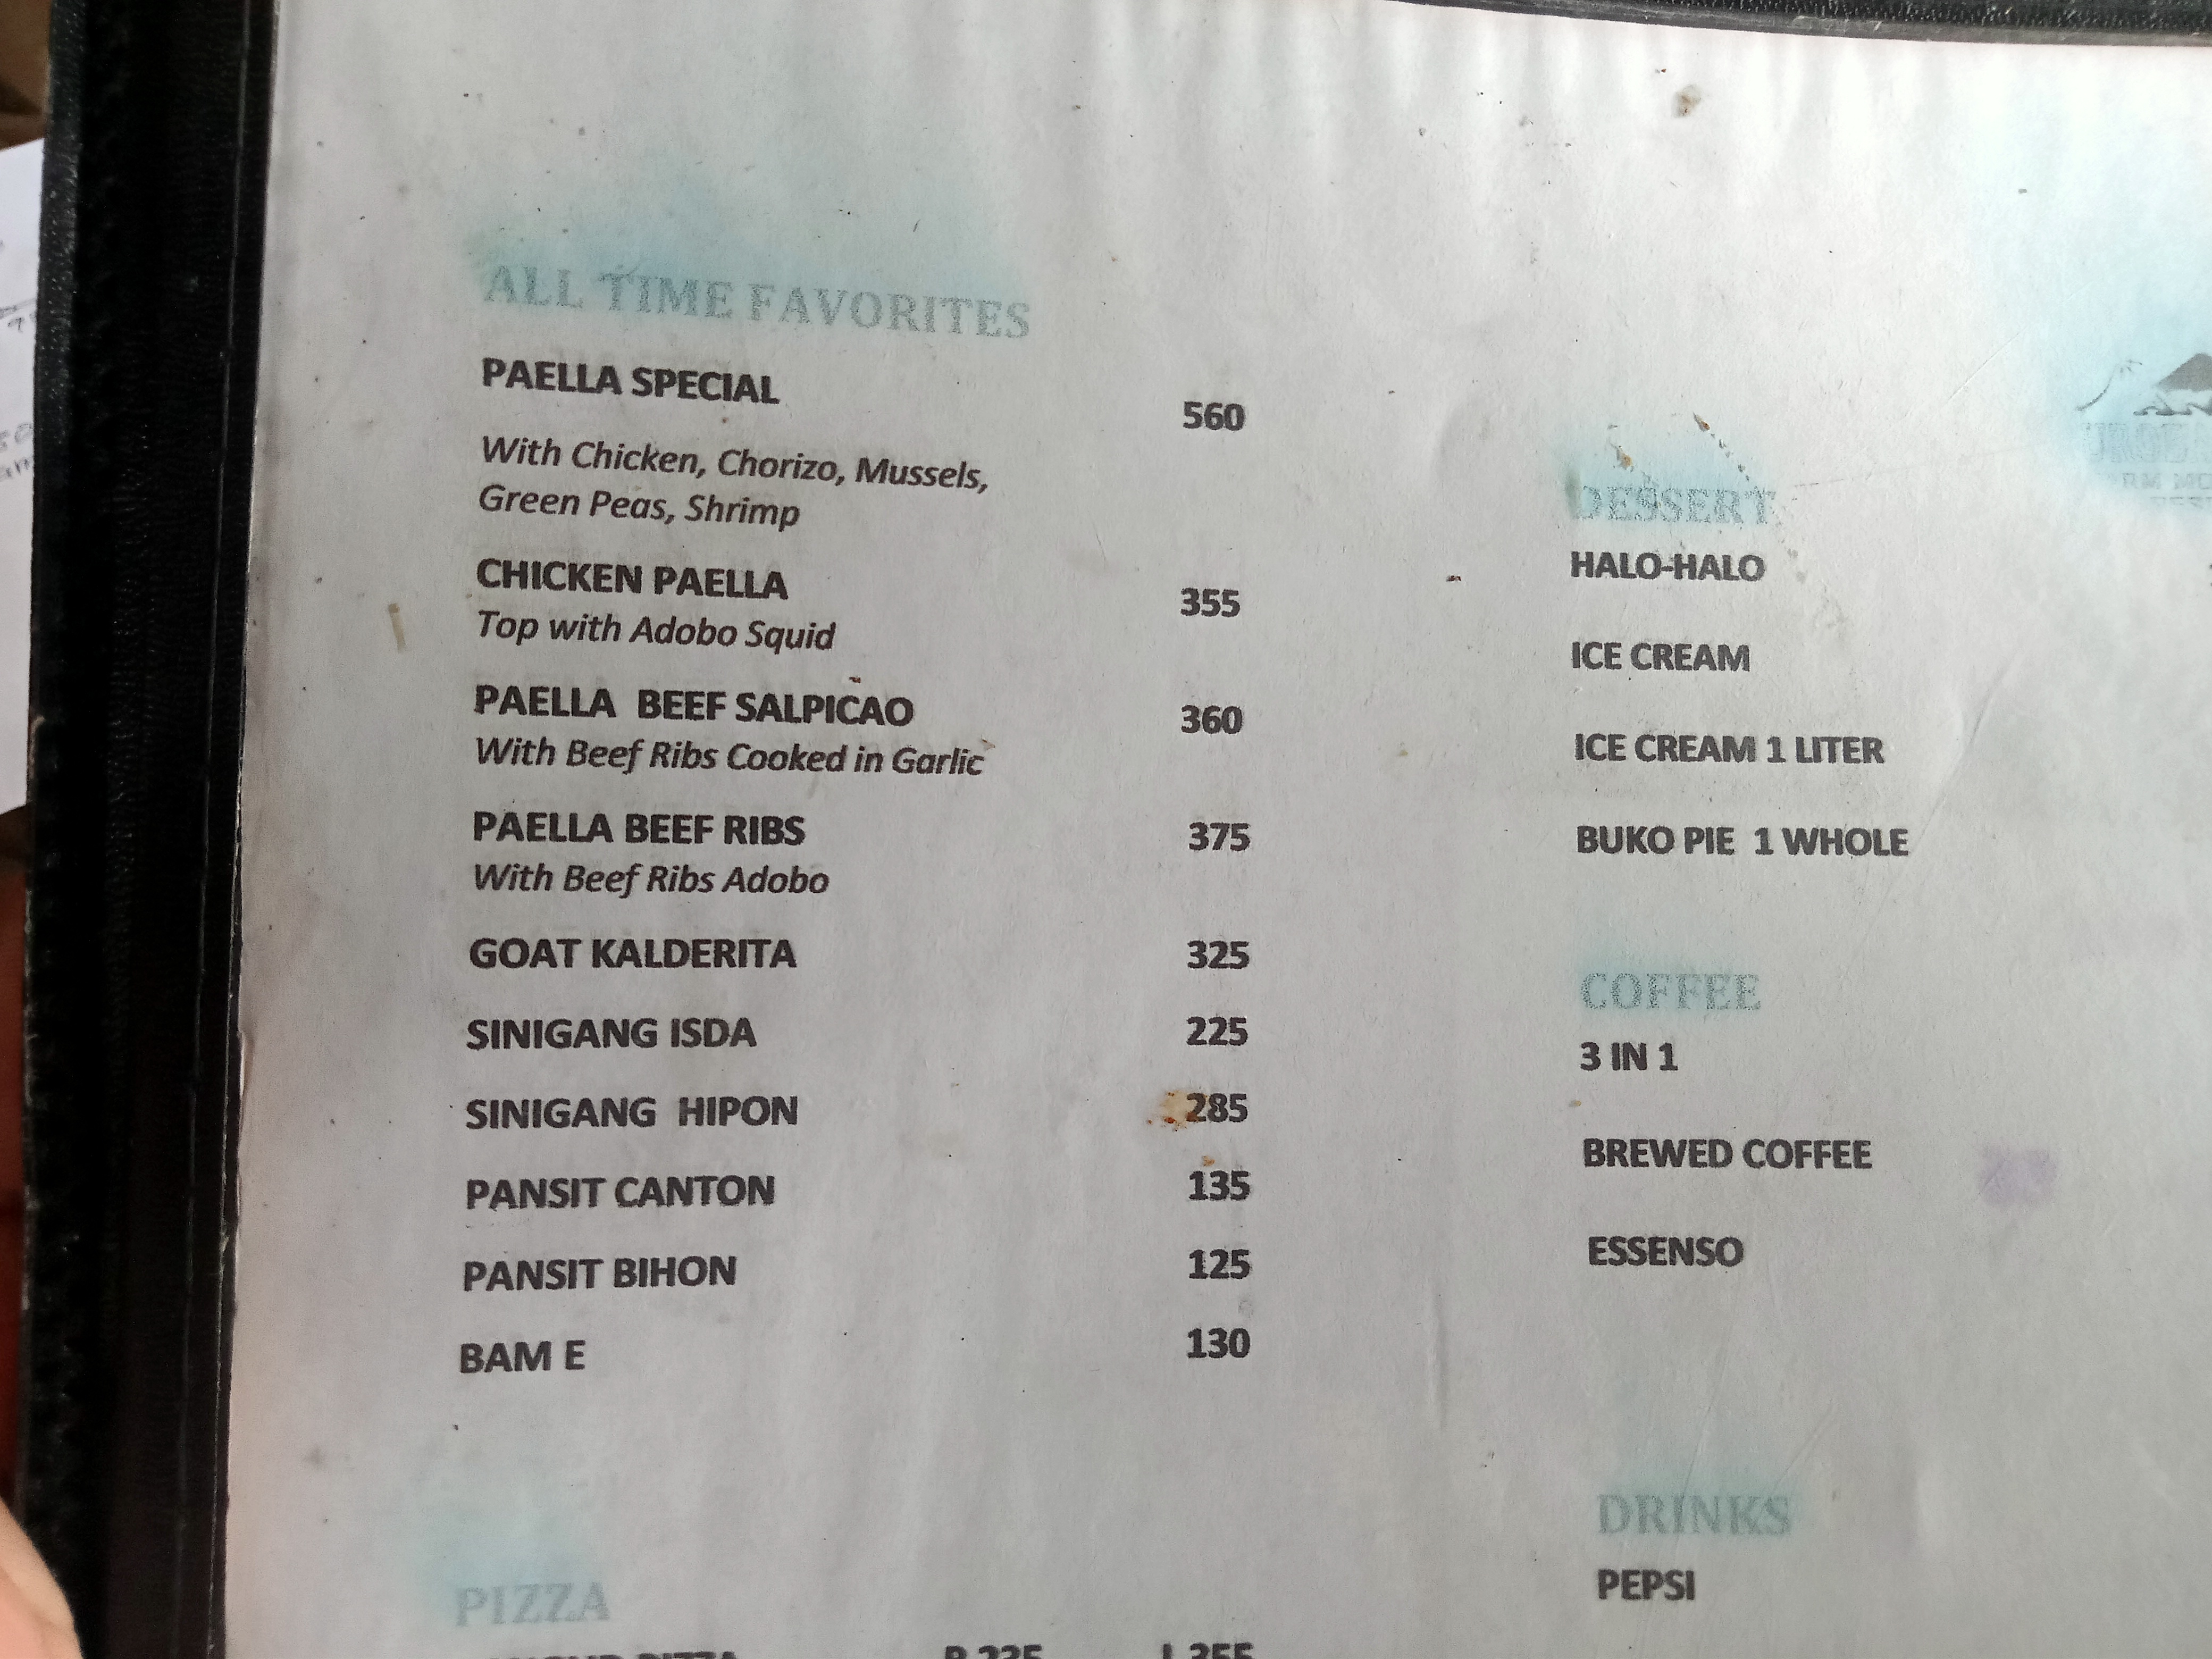 ALL TIME FAVORITES
PAELLA SPECIAL 560
With Chicken, Chorizo, Mussels,
Green Peas, Shrimp
CHICKEN PAELLA 355
Top with Adobo Squid
PAELLA BEEF SALPICAO 360
With Beef Ribs Cooked in Garlic
PAELLA BEEF RIBS 375
With Beef Ribs Adobo
GOAT KALDERITA 325
SINIGANG ISDA 225
SINIGANG HIPON 285
PANSIT CANTON 135
PANSIT BIHON 125
BAM E 130
PIZZA
PIZZA R 235 L 355
DESSERT
HALO-HALO
ICE CREAM
ICE CREAM 1 LITER
BUKO PIE 1 WHOLE
COFFEE
3 IN 1
BREWED COFFEE
ESSENSO
DRINKS
PEPSI